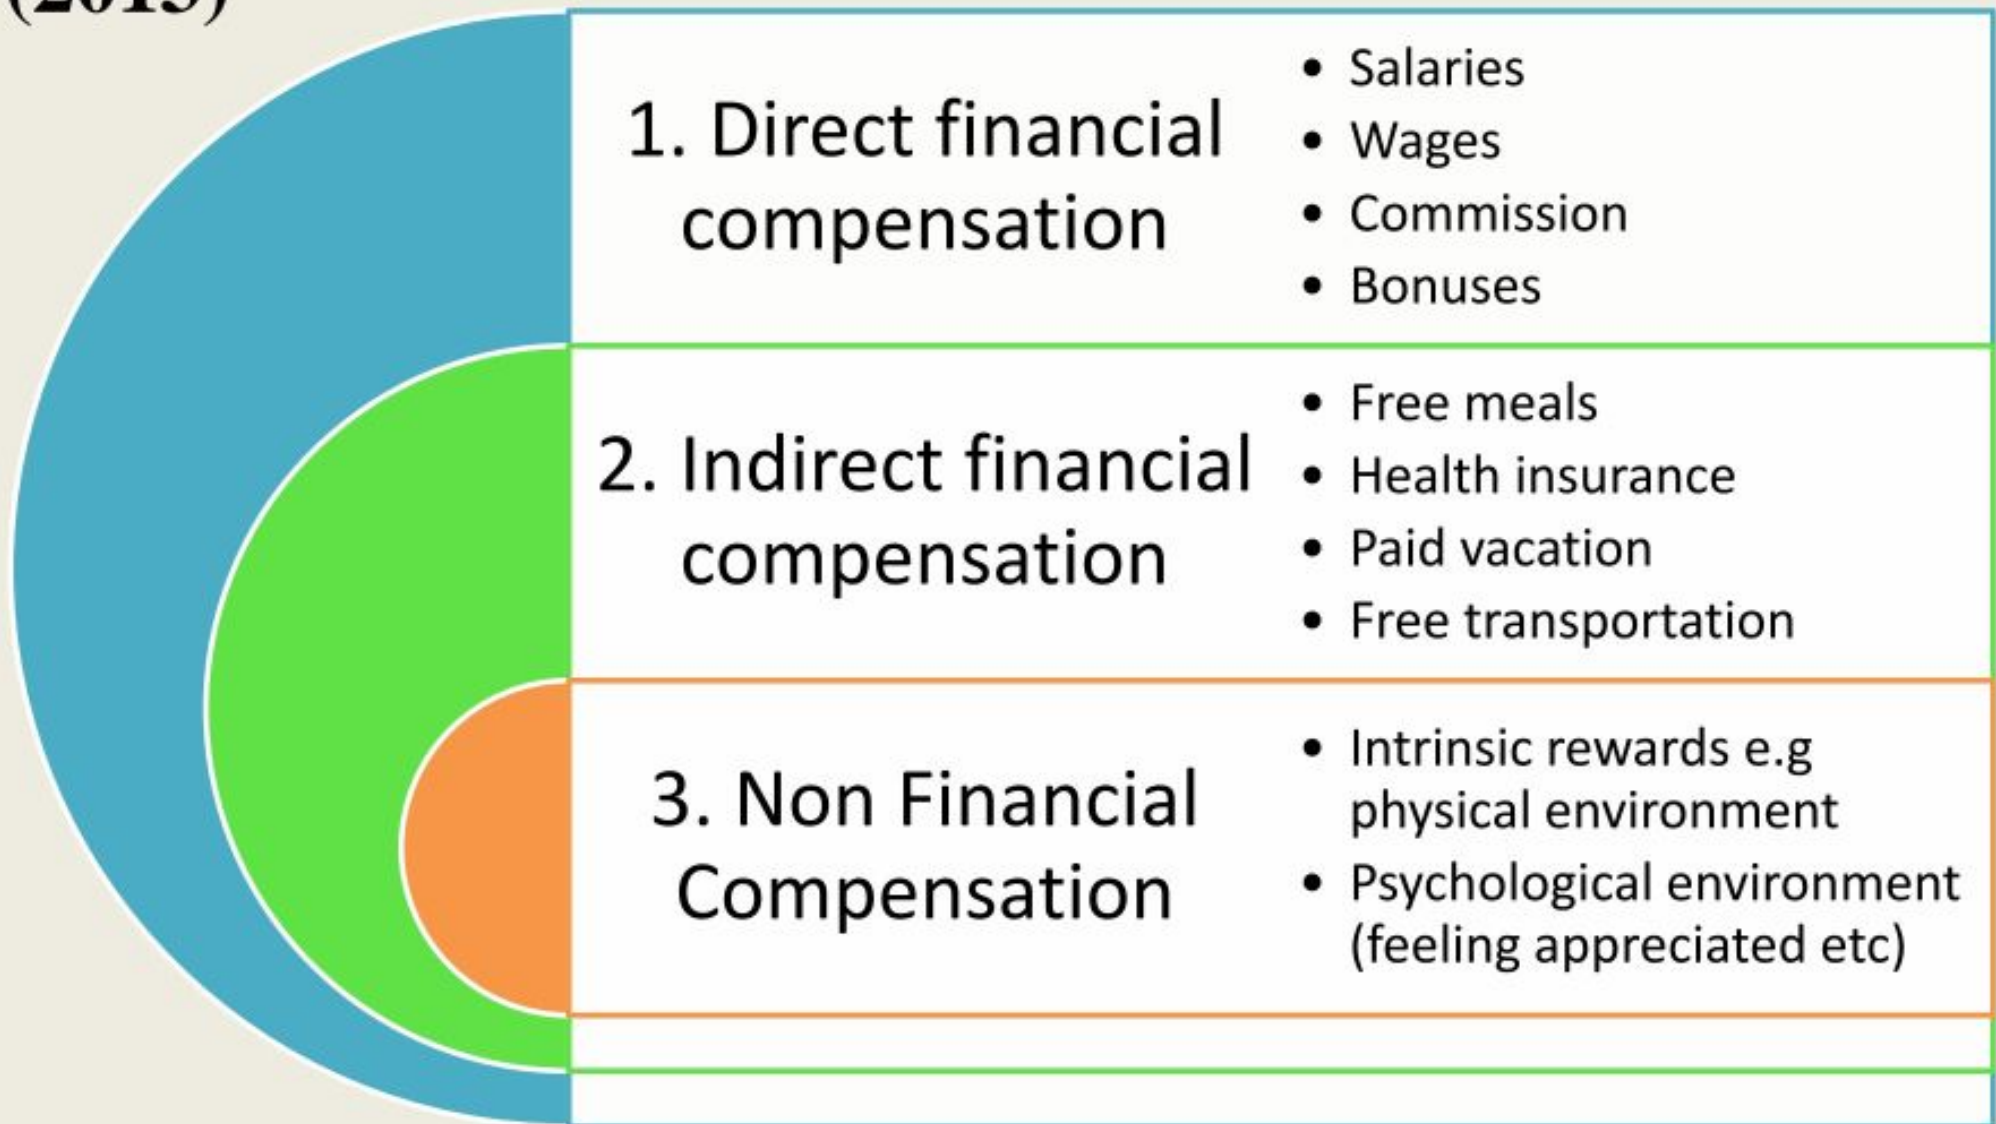 1. Direct financial
compensation
• Salaries
• Wages
• Commission
• Bonuses
2. Indirect financial
compensation
• Free meals
• Health insurance
• Paid vacation
• Free transportation
3. Non Financial
Compensation
• Intrinsic rewards e.g
physical environment
• Psychological environment
(feeling appreciated etc)